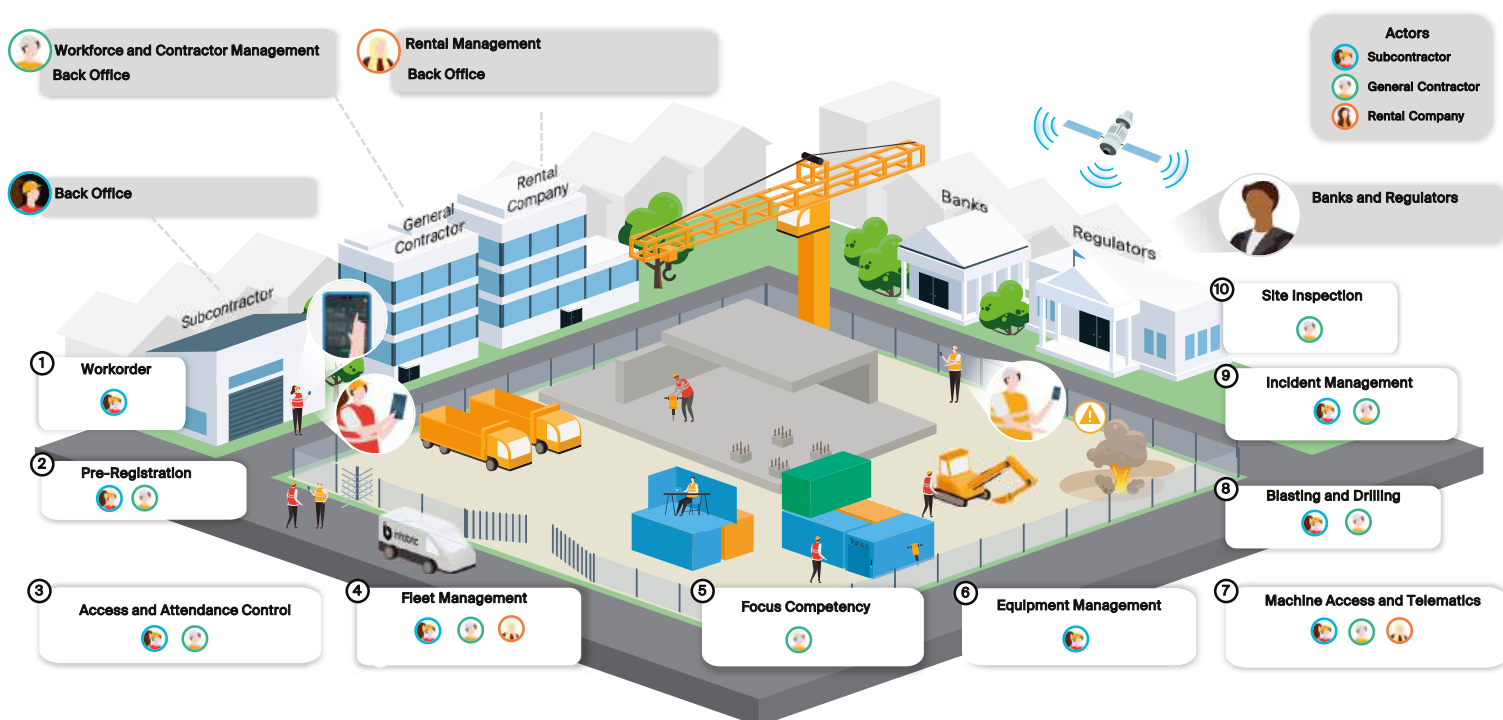 Workforce and Contractor Management
Back Office
Rental Management
Back Office
Actors
Subcontractor
General Contractor
Rental Company
Back Office
Rental
Company
General
Contractor
Banks
Regulators
Banks and Regulators
Subcontractor
10
Site Inspection
1
Workorder
9
Incident Management
2
Pre-Registration
8
Blasting and Drilling
infobric
3
Access and Attendance Control
4
Fleet Management
5
Focus Competency
6
Equipment Management
7
Machine Access and Telematics